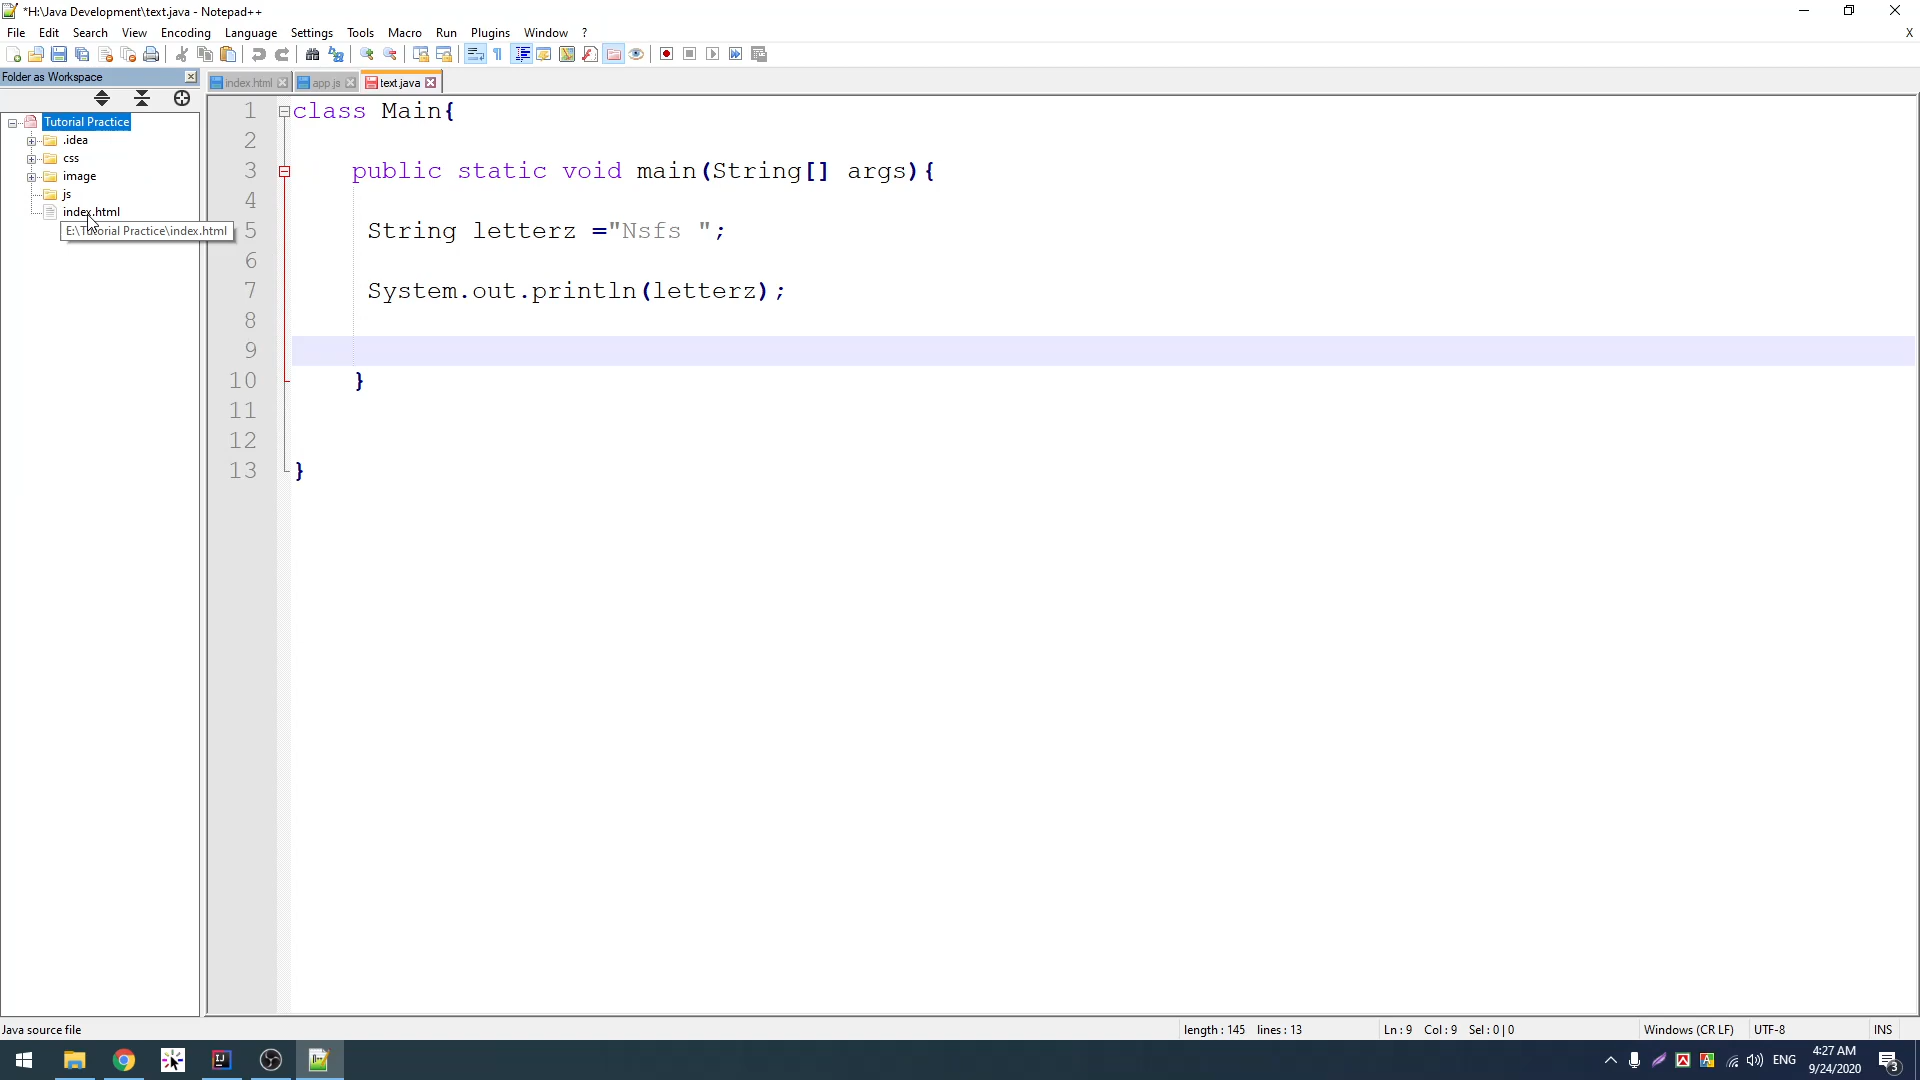 *H:\Java Development\text.java - Notepad++
File Edit Search View Encoding Language Settings Tools Macro Run Plugins Window ? X
Folder as Workspace
index.html app.js text.java
Tutorial Practice
.idea
css
image
js
index.html
E:\Tutorial Practice\index.html
1 class Main{
2
3 public static void main(String[] args){
4
5 String letterz ="Nsfs ";
6
7 System.out.println(letterz);
8
9
10 }
11
12
13 }
Java source file length : 145 lines : 13 Ln : 9 Col : 9 Sel : 0 | 0 Windows (CR LF) UTF-8 INS
ENG 4:27 AM
9/24/2020 3